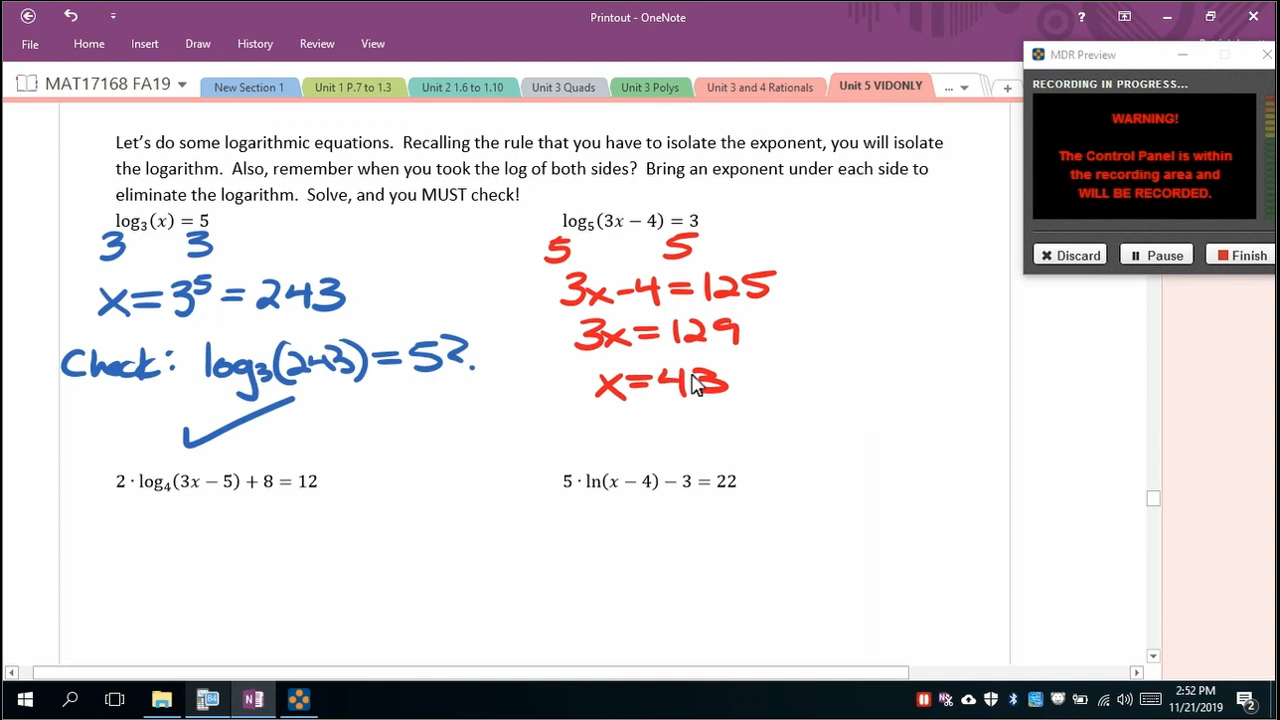 Printout - OneNote
?
File Home Insert Draw History Review View
MAT17168 FA19
New Section 1
Unit 1 P.7 to 1.3
Unit 2 1.6 to 1.10
Unit 3 Quads
Unit 3 Polys
Unit 3 and 4 Rationals
Unit 5 VIDONLY
...
+
MDR Preview
RECORDING IN PROGRESS...
WARNING!
The Control Panel is within
the recording area and
WILL BE RECORDED.
Discard
Pause
Finish
Let's do some logarithmic equations. Recalling the rule that you have to isolate the exponent, you will isolate
the logarithm. Also, remember when you took the log of both sides? Bring an exponent under each side to
eliminate the logarithm. Solve, and you MUST check!
log₃(x) = 5
3 3
x = 3⁵ = 243
Check: log₃(243) = 5?.
log₅(3x − 4) = 3
5 5
3x-4=125
3x=129
x=43
2 · log₄(3x − 5) + 8 = 12
5 · ln(x − 4) − 3 = 22
2:52 PM
11/21/2019
2